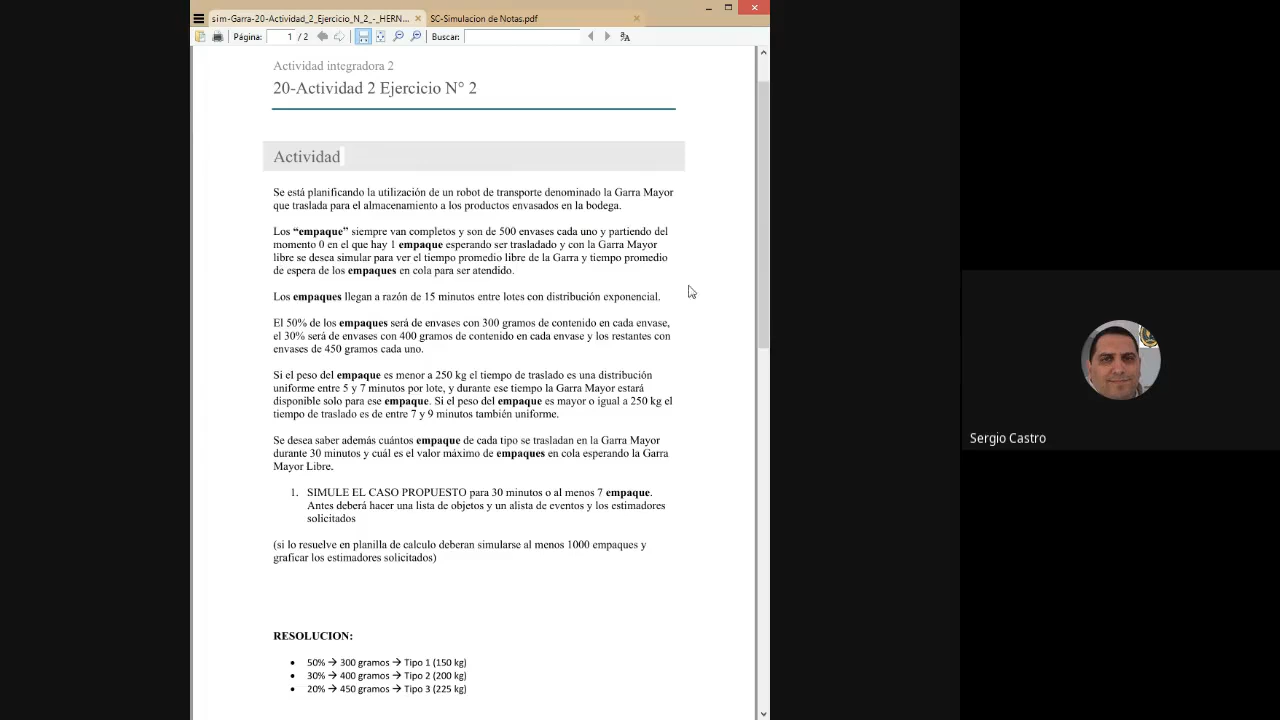 sim-Garra-20-Actividad_2_Ejercicio_N_2_-_HERN...
SC-Simulacion de Notas.pdf
Página: 1 / 2 Buscar:
Actividad integradora 2
20-Actividad 2 Ejercicio N° 2
Actividad
Se está planificando la utilización de un robot de transporte denominado la Garra Mayor
que traslada para el almacenamiento a los productos envasados en la bodega.
Los “empaque” siempre van completos y son de 500 envases cada uno y partiendo del
momento 0 en el que hay 1 empaque esperando ser trasladado y con la Garra Mayor
libre se desea simular para ver el tiempo promedio libre de la Garra y tiempo promedio
de espera de los empaques en cola para ser atendido.
Los empaques llegan a razón de 15 minutos entre lotes con distribución exponencial.
El 50% de los empaques será de envases con 300 gramos de contenido en cada envase,
el 30% será de envases con 400 gramos de contenido en cada envase y los restantes con
envases de 450 gramos cada uno.
Si el peso del empaque es menor a 250 kg el tiempo de traslado es una distribución
uniforme entre 5 y 7 minutos por lote, y durante ese tiempo la Garra Mayor estará
disponible solo para ese empaque. Si el peso del empaque es mayor o igual a 250 kg el
tiempo de traslado es de entre 7 y 9 minutos también uniforme.
Se desea saber además cuántos empaque de cada tipo se trasladan en la Garra Mayor
durante 30 minutos y cuál es el valor máximo de empaques en cola esperando la Garra
Mayor Libre.
1. SIMULE EL CASO PROPUESTO para 30 minutos o al menos 7 empaque.
Antes deberá hacer una lista de objetos y un alista de eventos y los estimadores
solicitados
(si lo resuelve en planilla de calculo deberan simularse al menos 1000 empaques y
graficar los estimadores solicitados)
RESOLUCION:
• 50% → 300 gramos → Tipo 1 (150 kg)
• 30% → 400 gramos → Tipo 2 (200 kg)
• 20% → 450 gramos → Tipo 3 (225 kg)
Sergio Castro